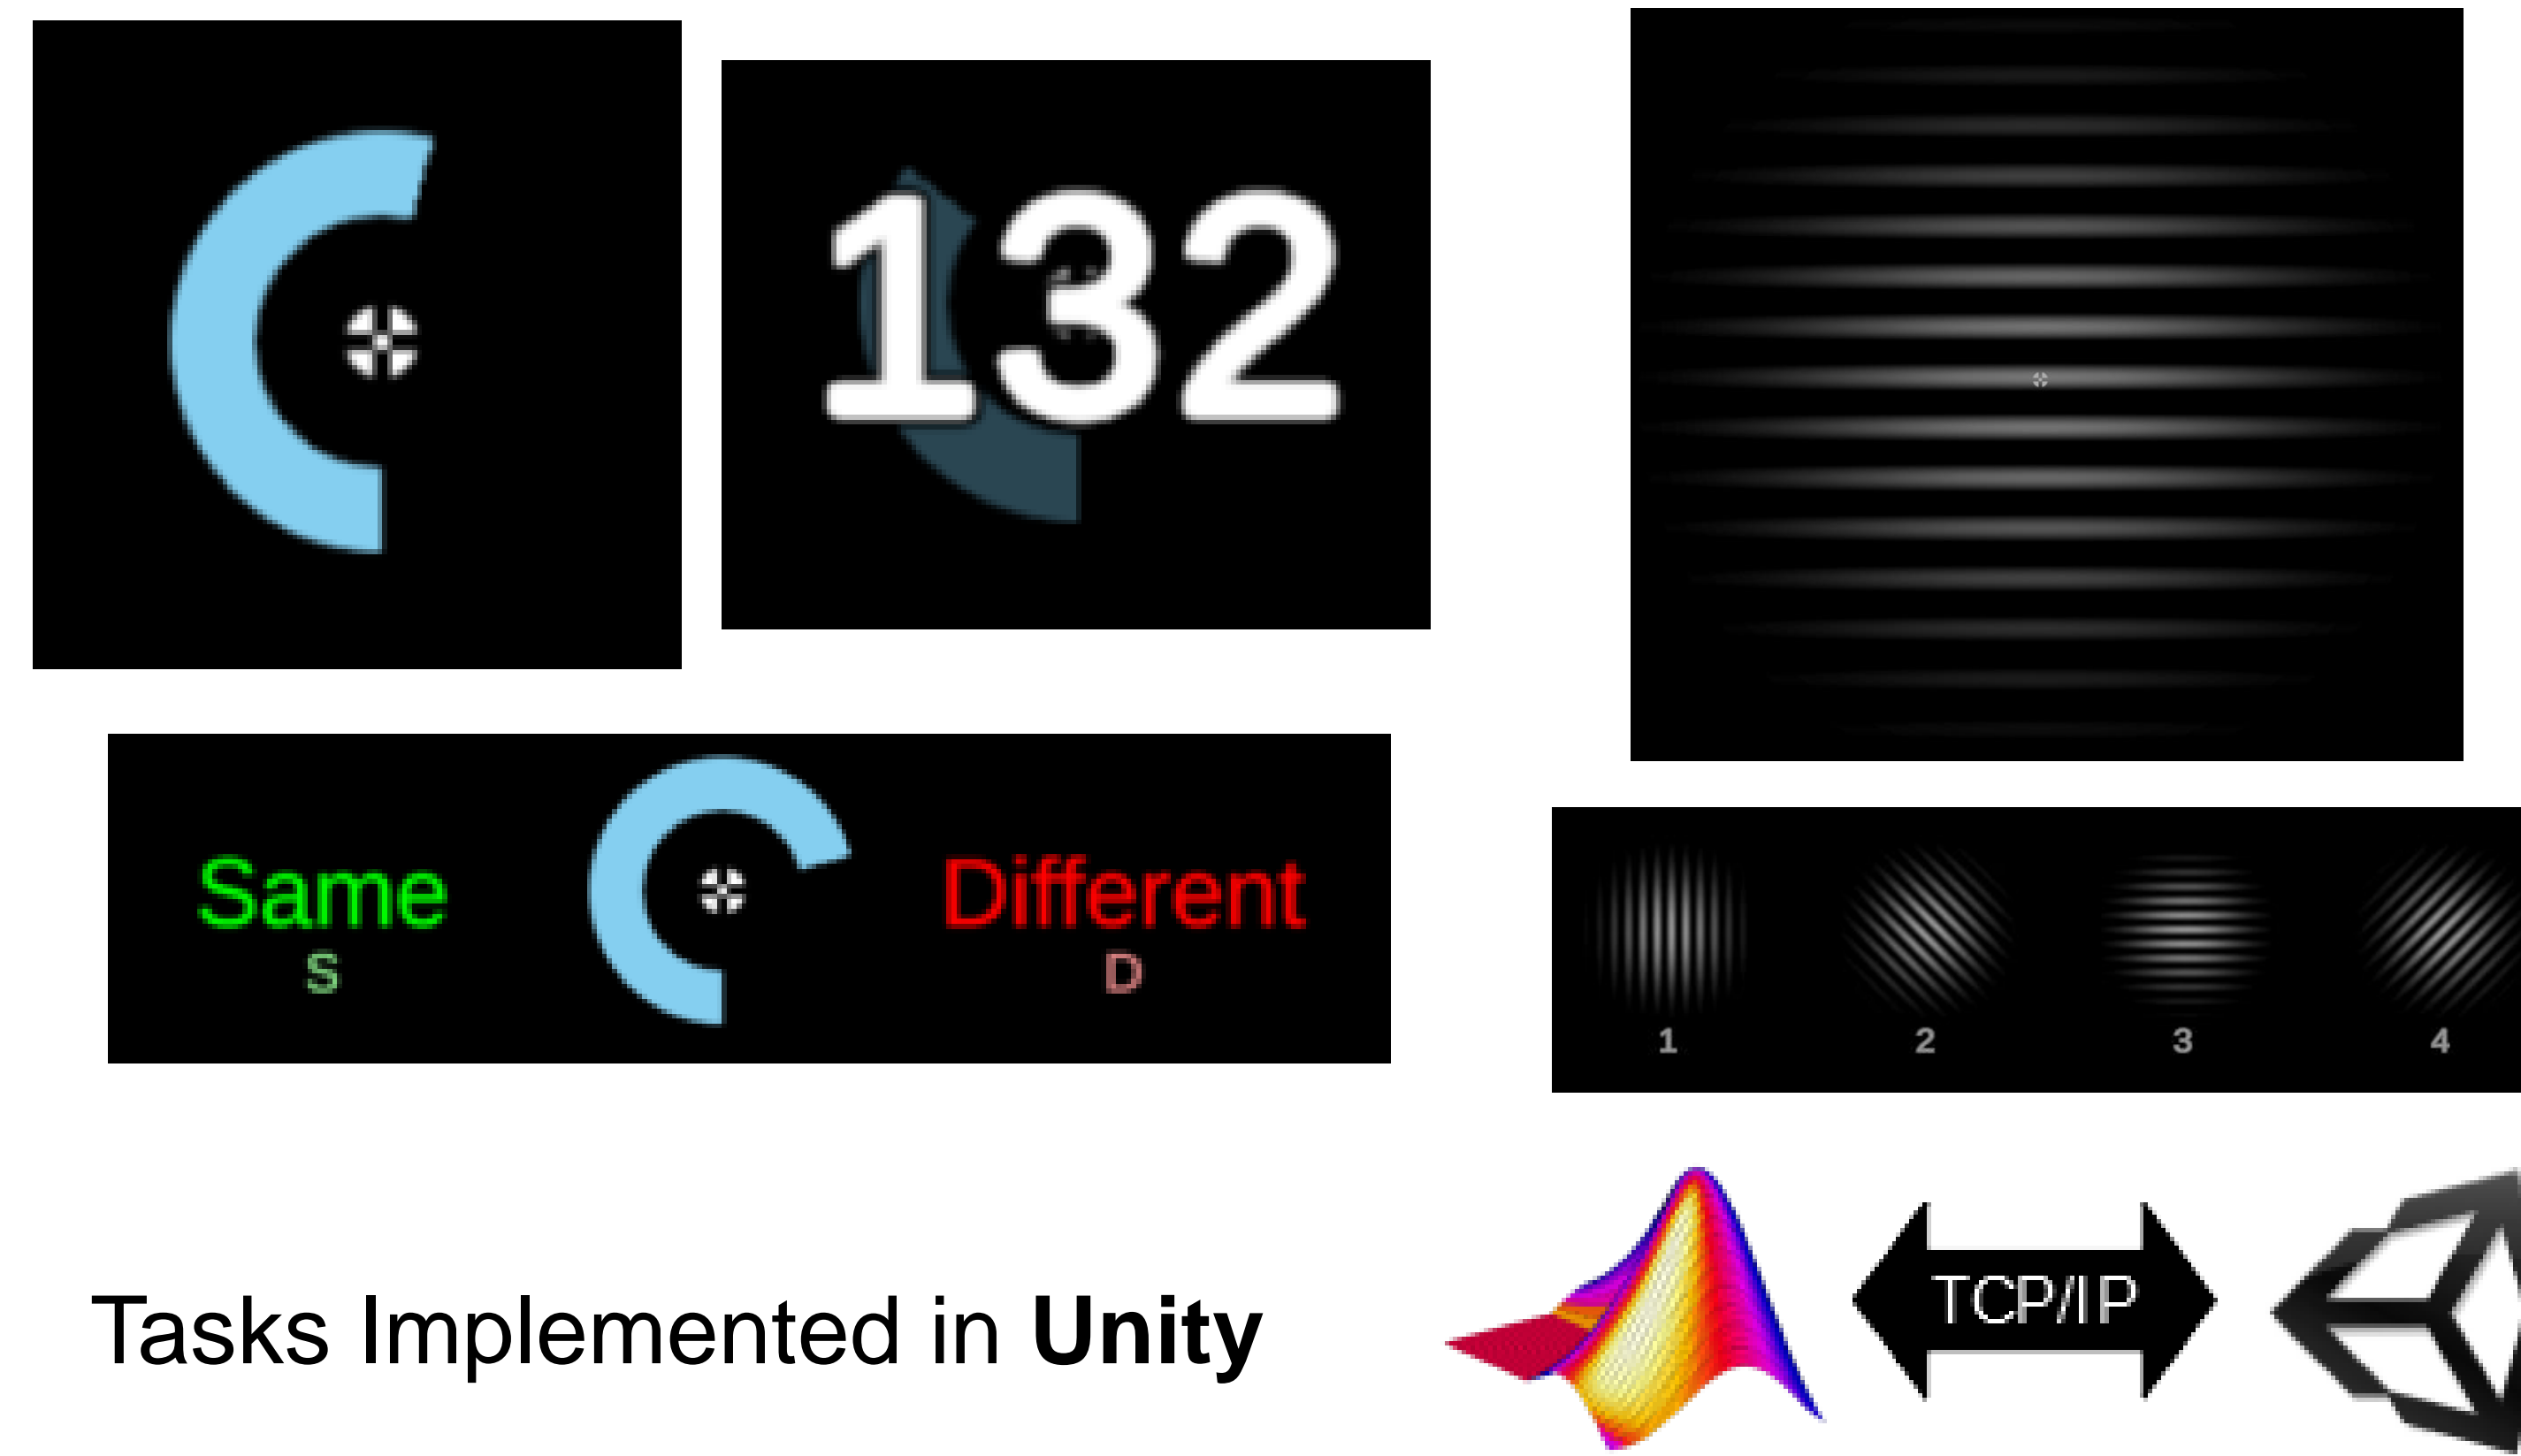 132
Same
Different
S
D
1 2 3 4
Tasks Implemented in Unity
TCP/IP